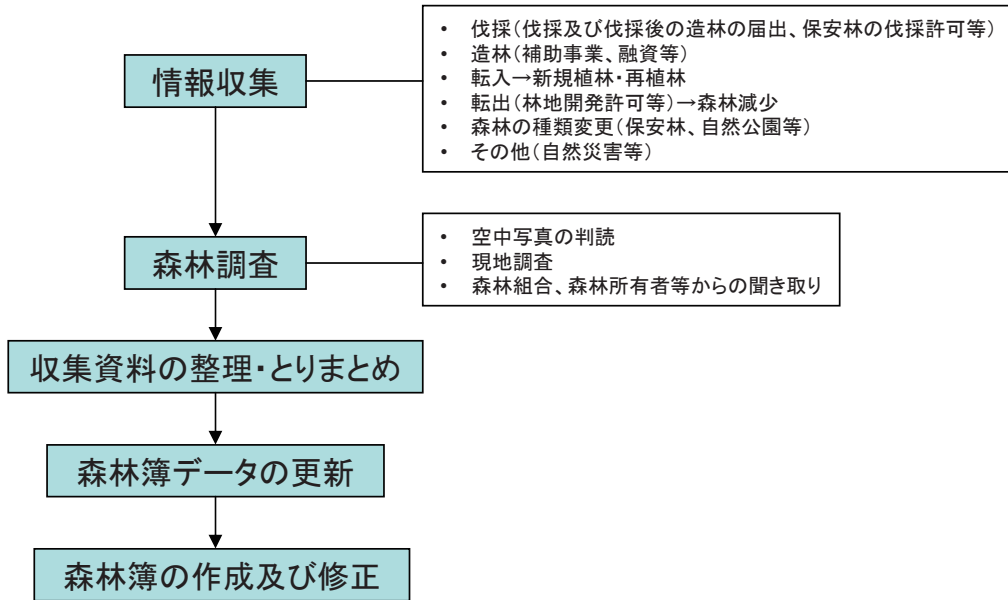 情報収集
• 伐採（伐採及び伐採後の造林の届出、保安林の伐採許可等）
• 造林（補助事業、融資等）
• 転入→新規植林・再植林
• 転出（林地開発許可等）→森林減少
• 森林の種類変更（保安林、自然公園等）
• その他（自然災害等）
森林調査
• 空中写真の判読
• 現地調査
• 森林組合、森林所有者等からの聞き取り
収集資料の整理・とりまとめ
森林簿データの更新
森林簿の作成及び修正